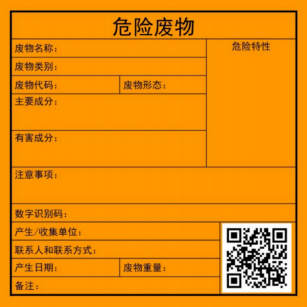 危险废物
废物名称：
危险特性
废物类别：
废物代码：
废物形态：
主要成分：
有害成分：
注意事项：
数字识别码：
产生/收集单位：
联系人和联系方式：
产生日期：
废物重量：
备注：